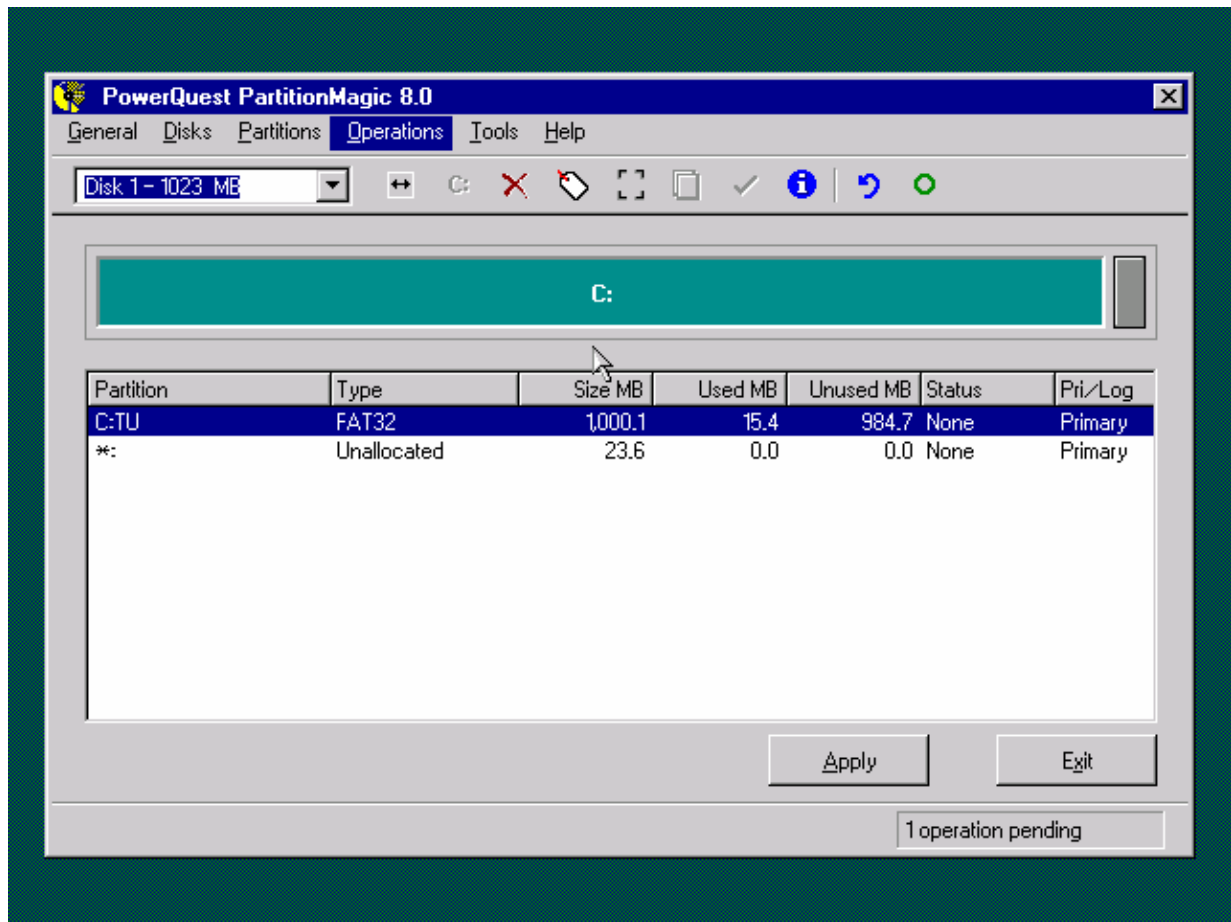 PowerQuest PartitionMagic 8.0
General Disks Partitions Operations Tools Help
Disk 1 - 1023 MB C:
C:
Partition Type Size MB Used MB Unused MB Status Pri/Log
C:TU FAT32 1,000.1 15.4 984.7 None Primary
*: Unallocated 23.6 0.0 0.0 None Primary
Apply Exit
1 operation pending